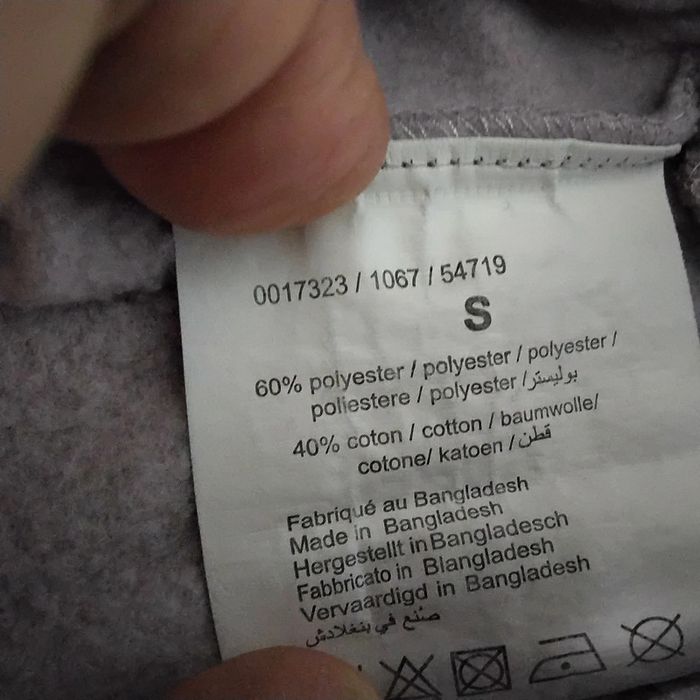 0017323 / 1067 / 54719
S
60% polyester / polyester / polyester /
poliestere / polyester / بوليستر
40% coton / cotton / baumwolle/
cotone/ katoen / قطن
Fabriqué au Bangladesh
Made in Bangladesh
Hergestellt in Bangladesch
Fabbricato in Blangladesh
Vervaardigd in Bangladesh
صنع في بنغلادش